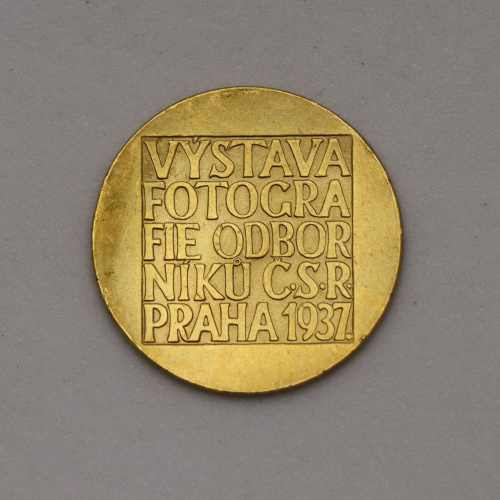 VÝSTAVA
FOTOGRA
FIE ODBOR
NÍKŮ Č.S.R.
PRAHA 1937.